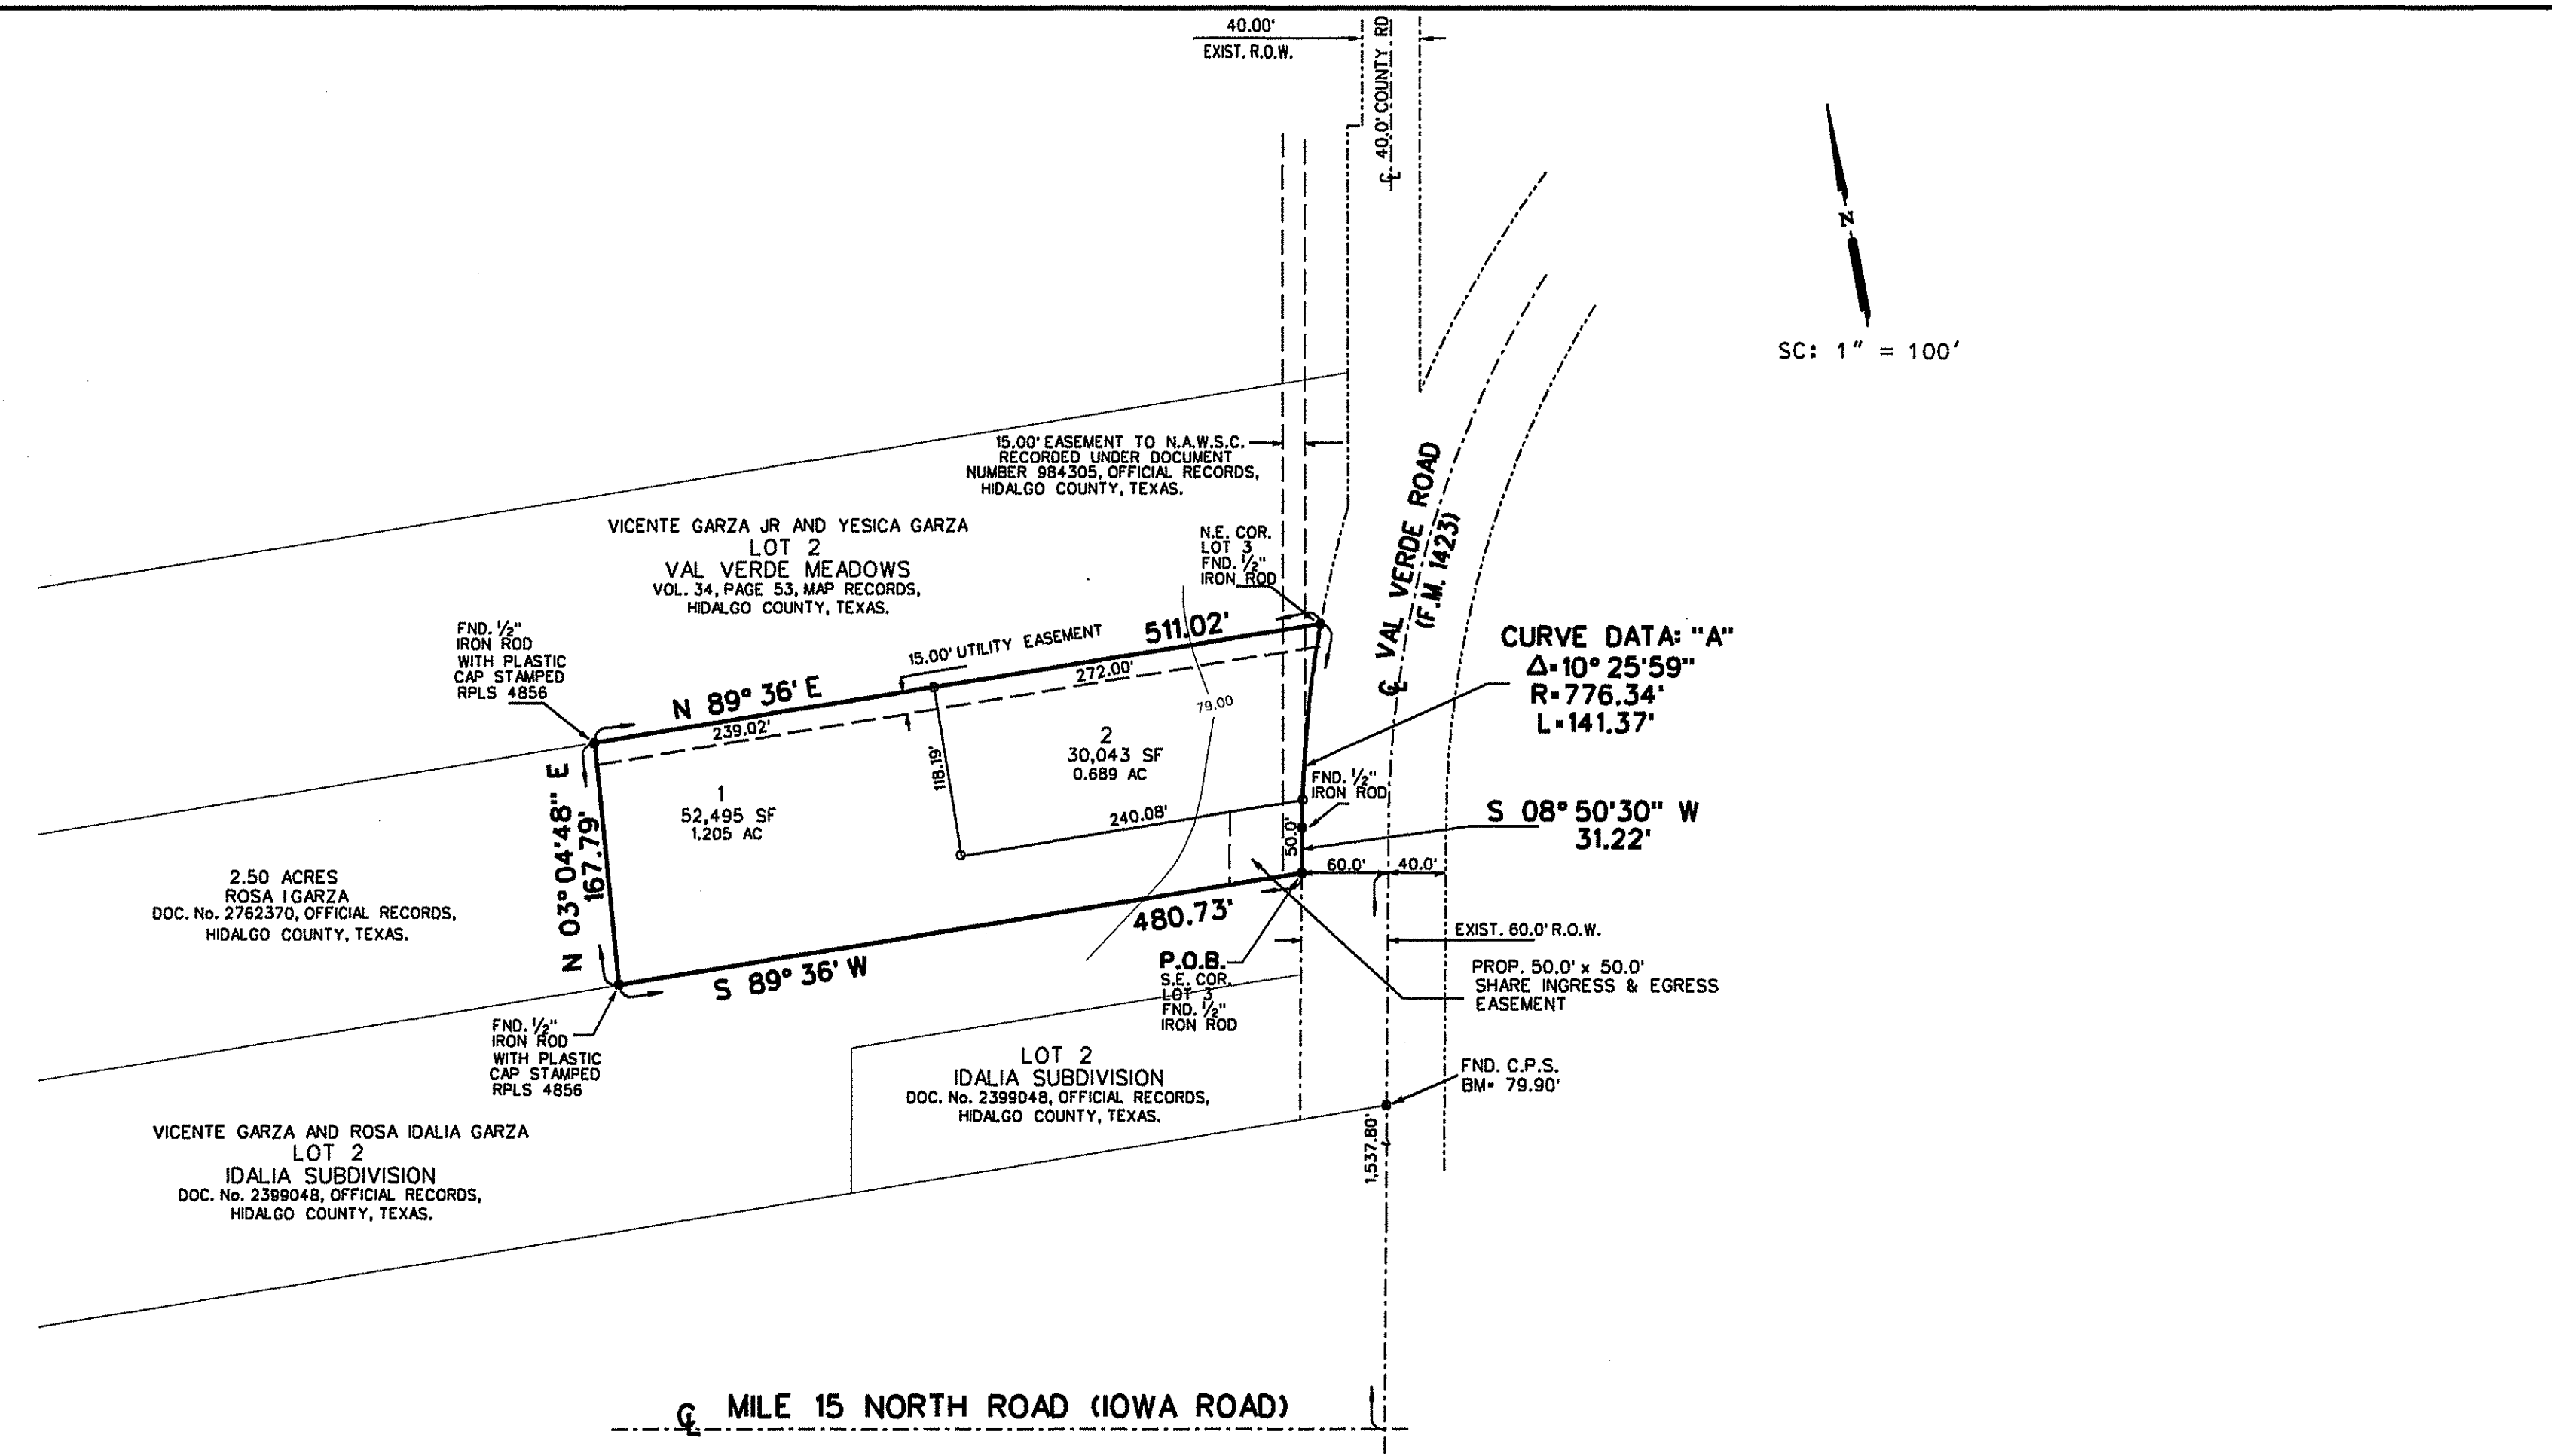 40.00'
EXIST. R.O.W.
℄ 40.0' COUNTY RD
N
SC: 1" = 100'
15.00' EASEMENT TO N.A.W.S.C.
RECORDED UNDER DOCUMENT
NUMBER 984305, OFFICIAL RECORDS,
HIDALGO COUNTY, TEXAS.
VICENTE GARZA JR AND YESICA GARZA
LOT 2
VAL VERDE MEADOWS
VOL. 34, PAGE 53, MAP RECORDS,
HIDALGO COUNTY, TEXAS.
N.E. COR.
LOT 3
FND. 1/2"
IRON ROD
℄ VAL VERDE ROAD
(F.M. 1423)
FND. 1/2"
IRON ROD
WITH PLASTIC
CAP STAMPED
RPLS 4856
N 89° 36' E
511.02'
15.00' UTILITY EASEMENT
239.02'
272.00'
CURVE DATA: "A"
Δ=10° 25'59"
R=776.34'
L=141.37'
79.00
2
30,043 SF
0.689 AC
118.19'
1
52,495 SF
1.205 AC
240.08'
FND. 1/2"
IRON ROD
50.0'
S 08° 50'30" W
31.22'
60.0'
40.0'
N 03° 04'48" E
167.79'
2.50 ACRES
ROSA I GARZA
DOC. No. 2762370, OFFICIAL RECORDS,
HIDALGO COUNTY, TEXAS.
S 89° 36' W
480.73'
EXIST. 60.0' R.O.W.
P.O.B.
S.E. COR.
LOT 3
FND. 1/2"
IRON ROD
PROP. 50.0' x 50.0'
SHARE INGRESS & EGRESS
EASEMENT
FND. 1/2"
IRON ROD
WITH PLASTIC
CAP STAMPED
RPLS 4856
LOT 2
IDALIA SUBDIVISION
DOC. No. 2399048, OFFICIAL RECORDS,
HIDALGO COUNTY, TEXAS.
FND. C.P.S.
BM= 79.90'
1,537.80'
VICENTE GARZA AND ROSA IDALIA GARZA
LOT 2
IDALIA SUBDIVISION
DOC. No. 2399048, OFFICIAL RECORDS,
HIDALGO COUNTY, TEXAS.
℄ MILE 15 NORTH ROAD (IOWA ROAD)